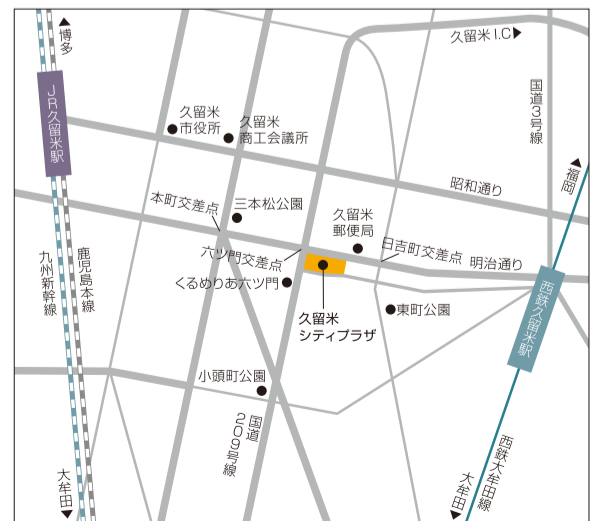 博多
久留米 I.C
JR久留米駅
久留米
市役所
久留米
商工会議所
国道3号線
福岡
昭和通り
本町交差点
三本松公園
久留米
郵便局
日吉町交差点
明治通り
六ツ門交差点
くるめりあ六ツ門
九州新幹線
鹿児島本線
久留米
シティプラザ
東町公園
西鉄久留米駅
小頭町公園
国道
209号線
大牟田
西鉄大牟田線
大牟田